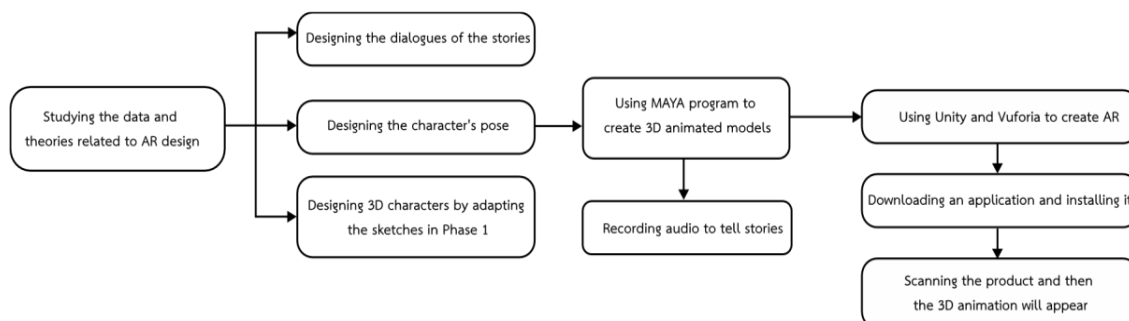 Studying the data and
theories related to AR design
Designing the dialogues of the stories
Designing the character's pose
Designing 3D characters by adapting
the sketches in Phase 1
Using MAYA program to
create 3D animated models
Recording audio to tell stories
Using Unity and Vuforia to create AR
Downloading an application and installing it
Scanning the product and then
the 3D animation will appear